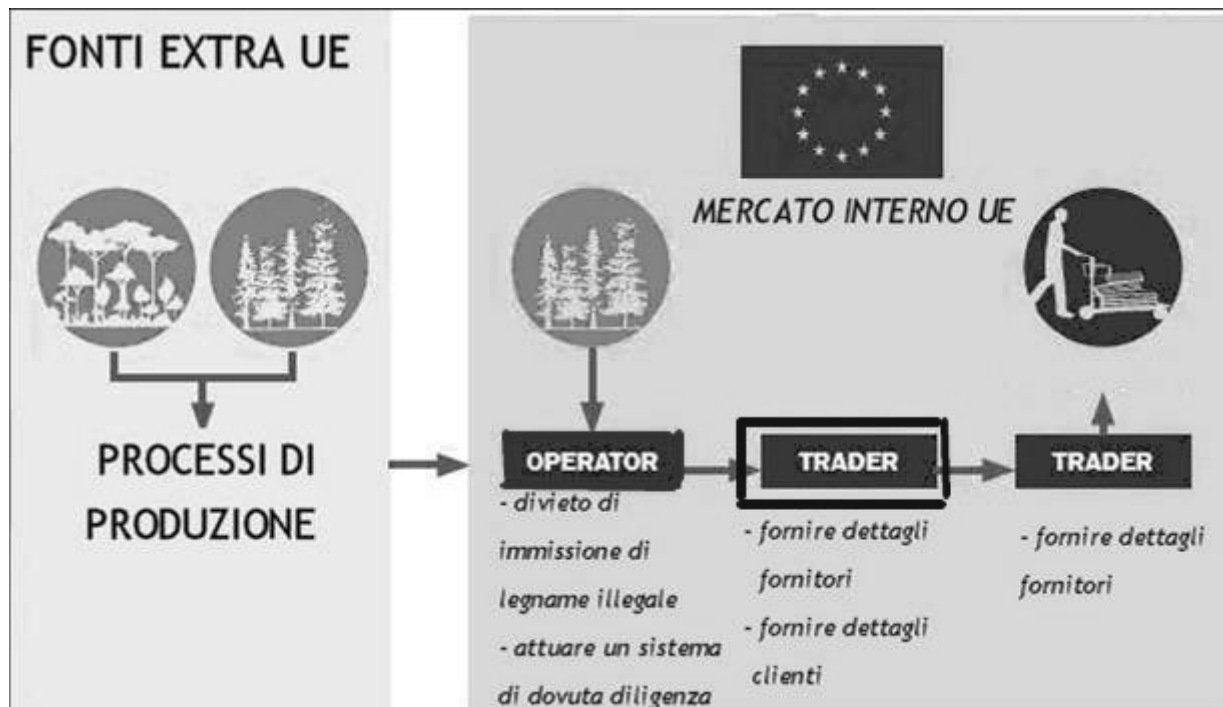 FONTI EXTRA UE
MERCATO INTERNO UE
PROCESSI DI
PRODUZIONE
OPERATOR
- divieto di
immissione di
legname illegale
- attuare un sistema
di dovuta diligenza
TRADER
- fornire dettagli
fornitori
- fornire dettagli
clienti
TRADER
- fornire dettagli
fornitori